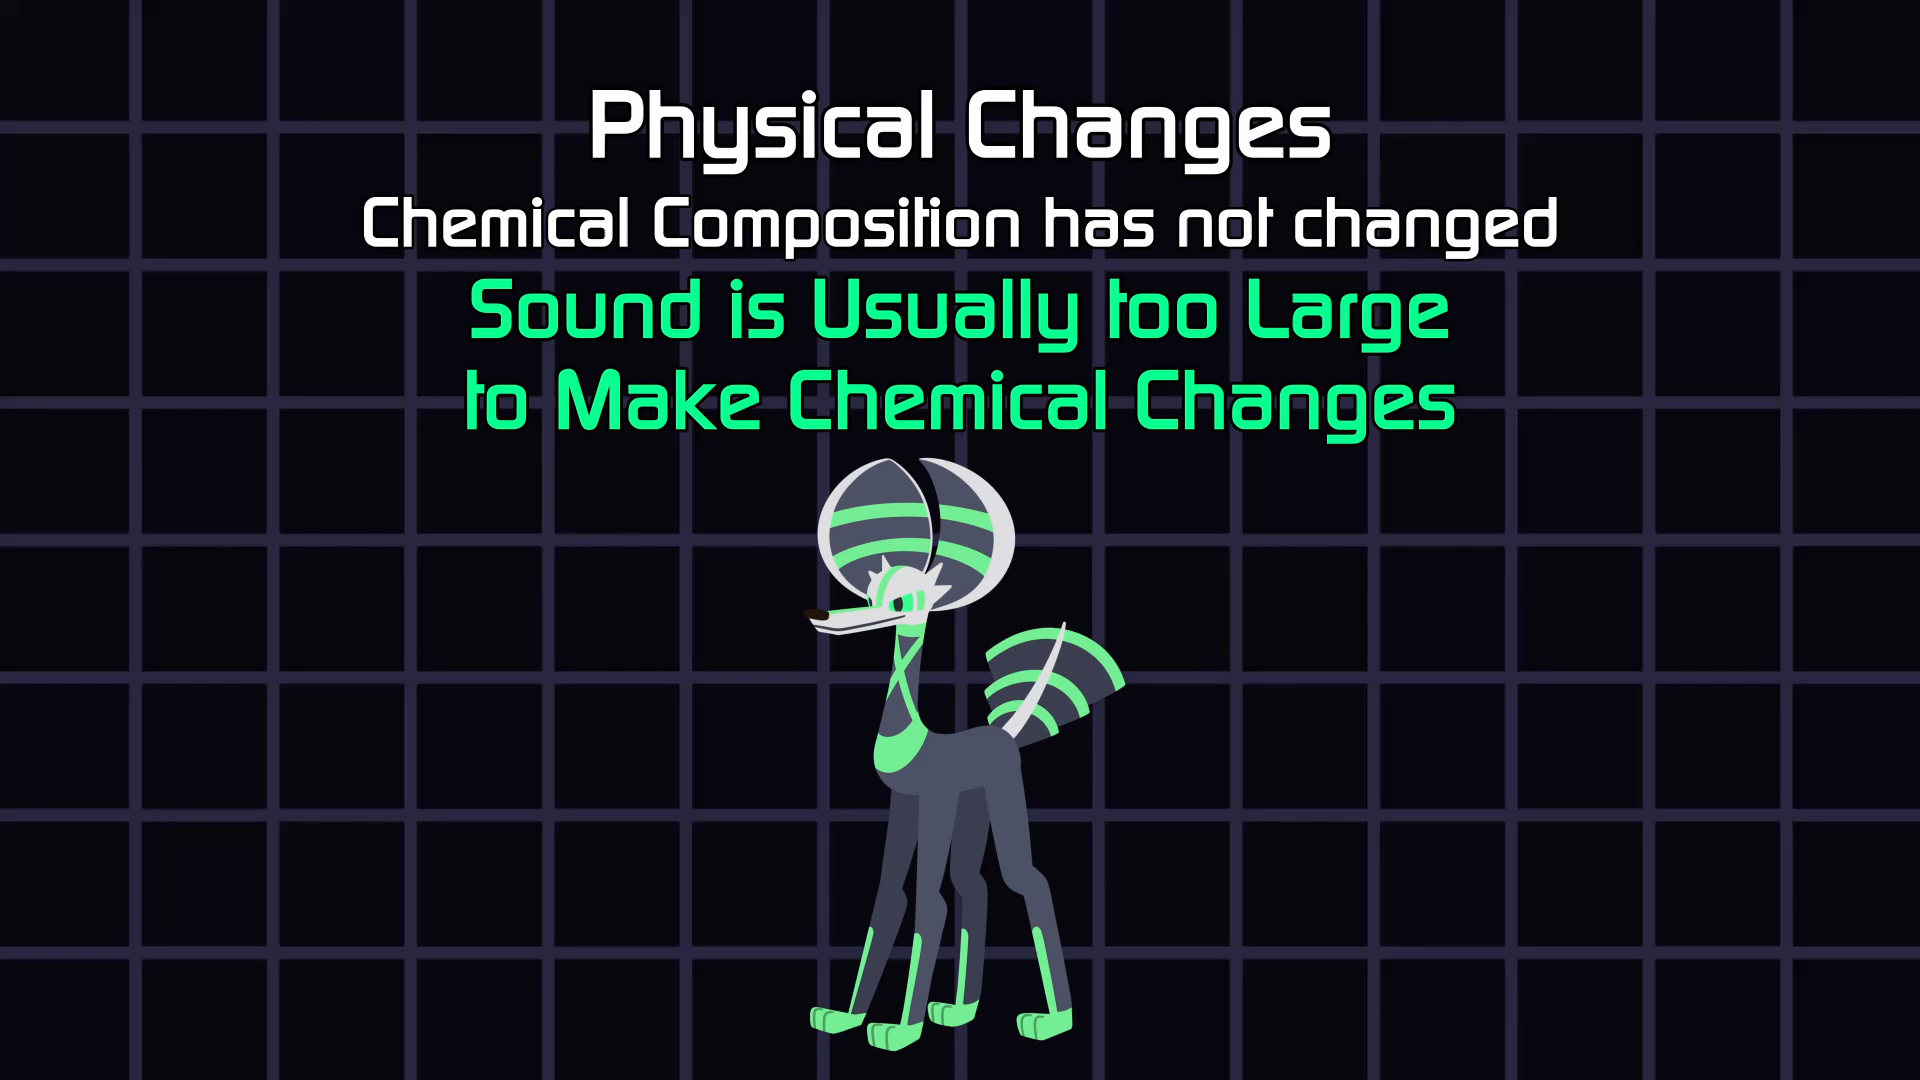 Physical Changes
Chemical Composition has not changed
Sound is Usually too Large
to Make Chemical Changes